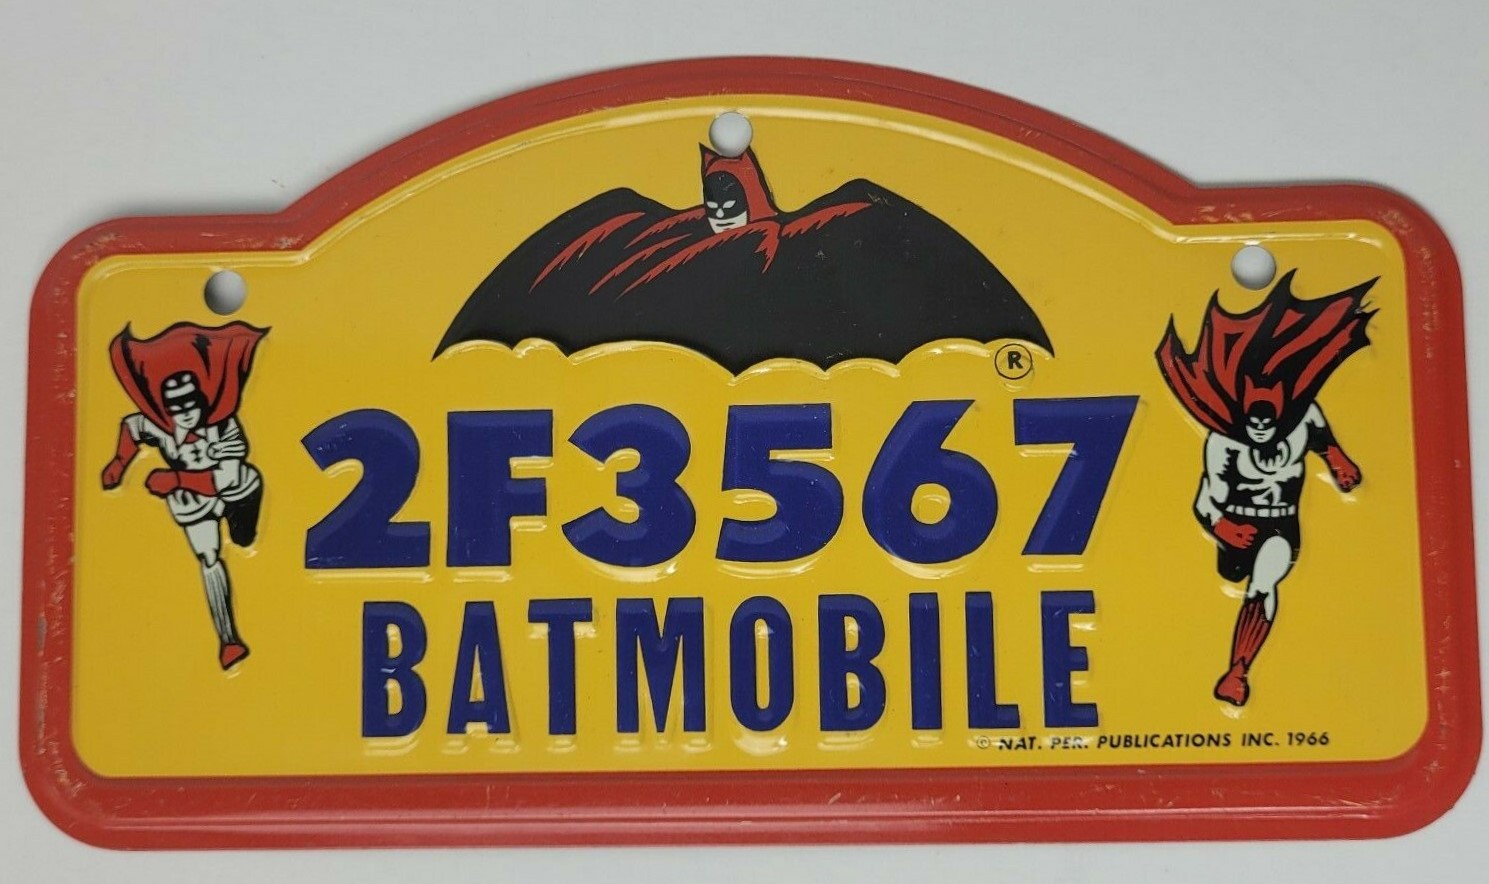 ®
2F3567
BATMOBILE
© NAT. PER. PUBLICATIONS INC. 1966